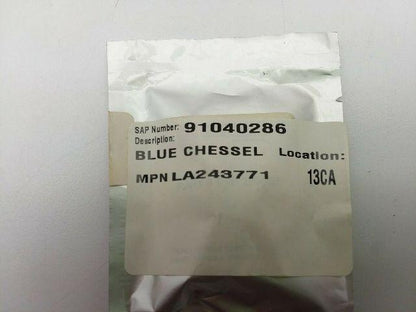 SAP Number: 91040286
Description:
BLUE CHESSEL Location:
MPN LA243771 13CA